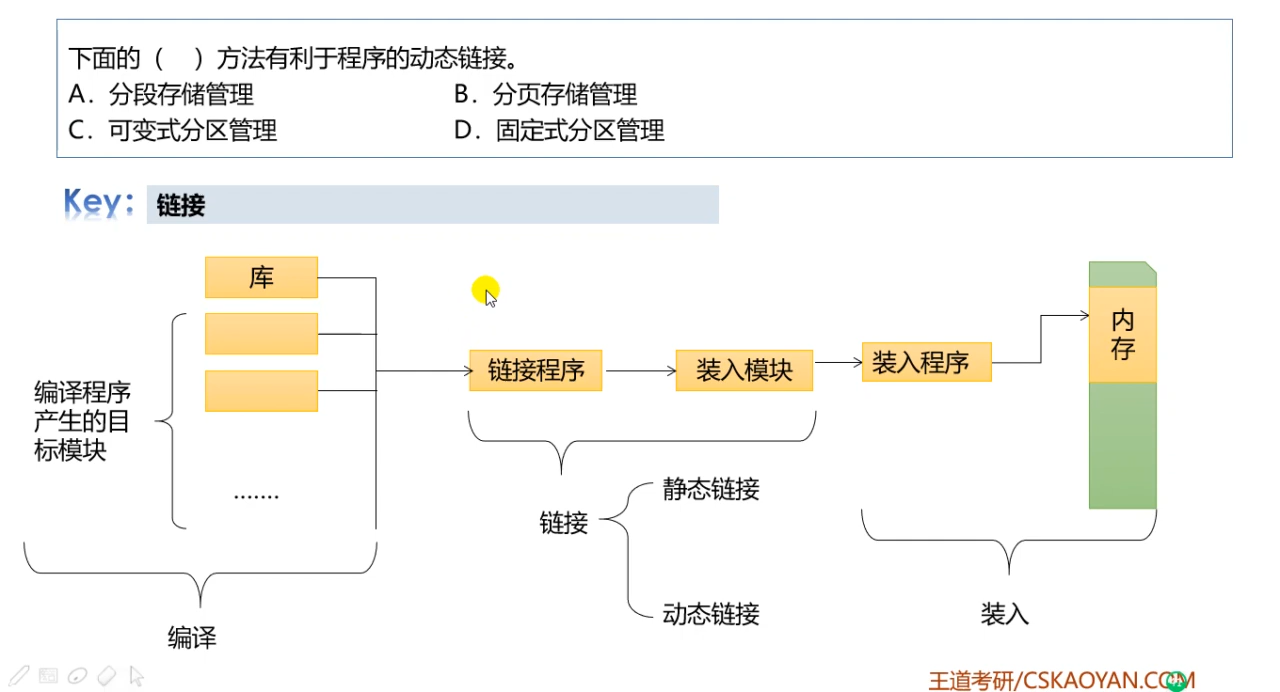 下面的（ ）方法有利于程序的动态链接。
A．分段存储管理 B．分页存储管理
C．可变式分区管理 D．固定式分区管理
Key: 链接
库
编译程序
产生的目
标模块
.......
链接程序
装入模块
装入程序
内
存
静态链接
链接
动态链接
编译
装入
王道考研/CSKAOYAN.COM